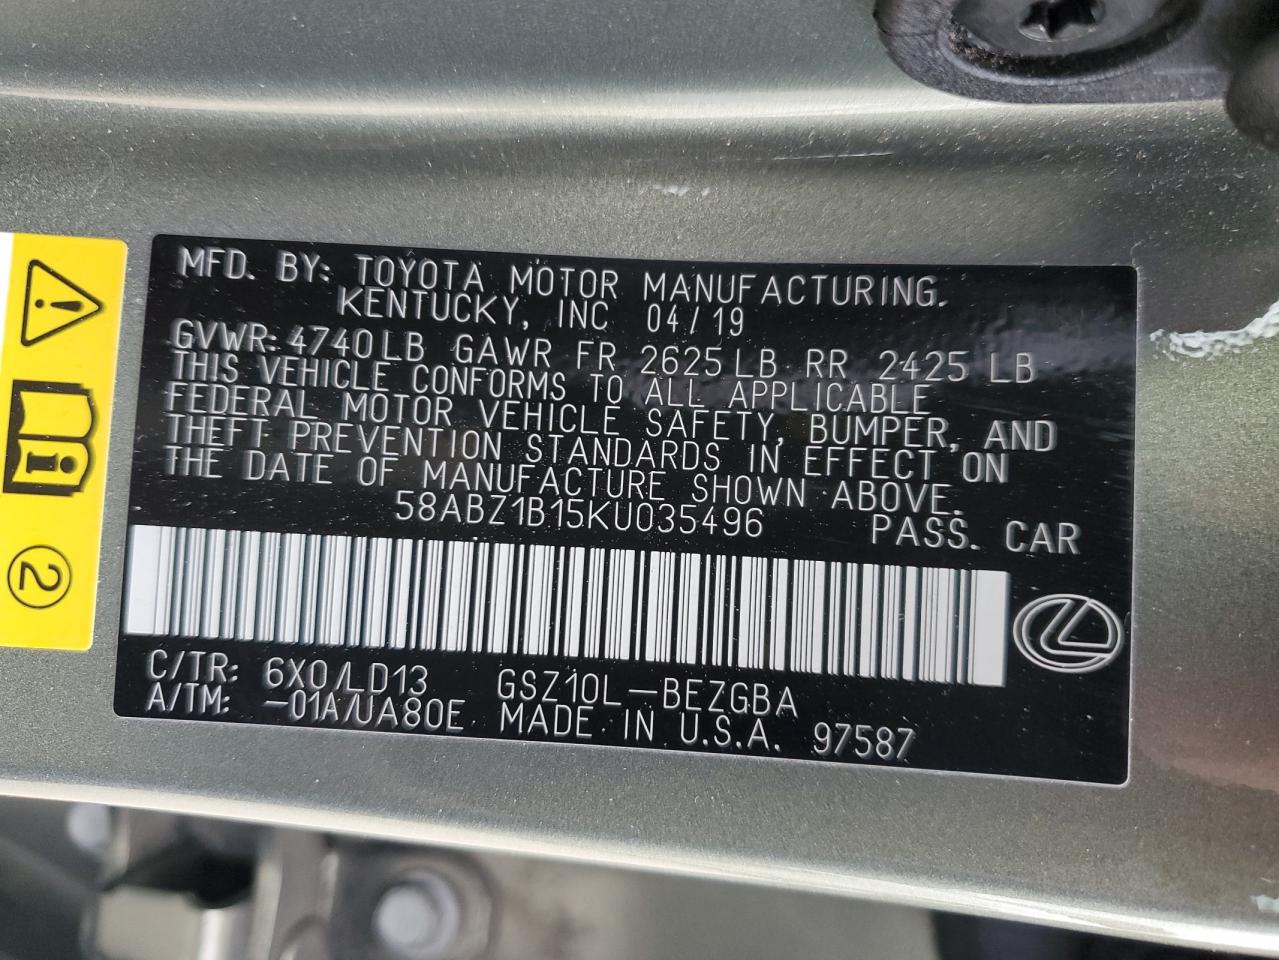 MFD. BY: TOYOTA MOTOR MANUFACTURING.
KENTUCKY, INC 04/19
GVWR: 4740LB GAWR FR 2625LB RR 2425 LB
THIS VEHICLE CONFORMS TO ALL APPLICABLE
FEDERAL MOTOR VEHICLE SAFETY, BUMPER, AND
THEFT PREVENTION STANDARDS IN EFFECT ON
THE DATE OF MANUFACTURE SHOWN ABOVE.
58ABZ1B15KU035496 PASS. CAR
C/TR: 6X0/LD13 GSZ10L-BEZGBA
A/TM: -01A/UA80E MADE IN U.S.A. 97587
2